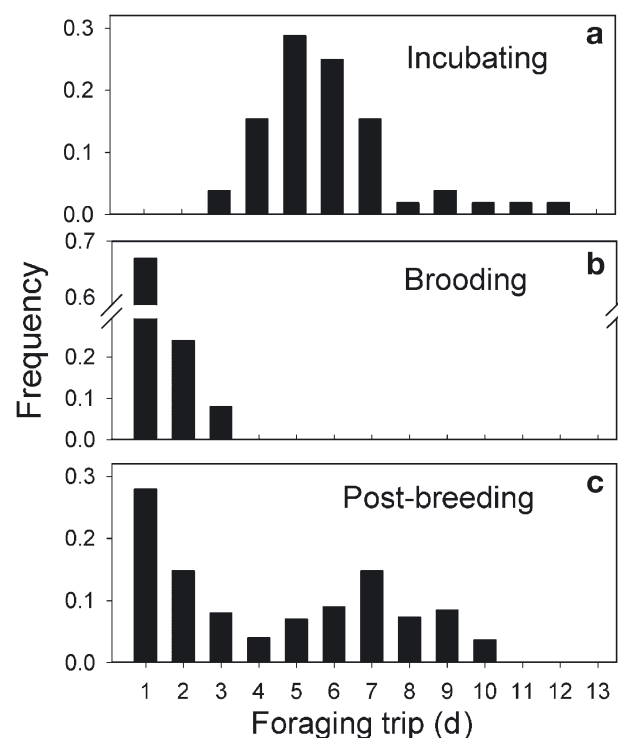 a
Incubating
0.3
0.2
0.1
0.0
b
Brooding
0.7
0.6
0.2
0.1
0.0
c
Post-breeding
0.3
0.2
0.1
0.0
Frequency
1 2 3 4 5 6 7 8 9 10 11 12 13
Foraging trip (d)